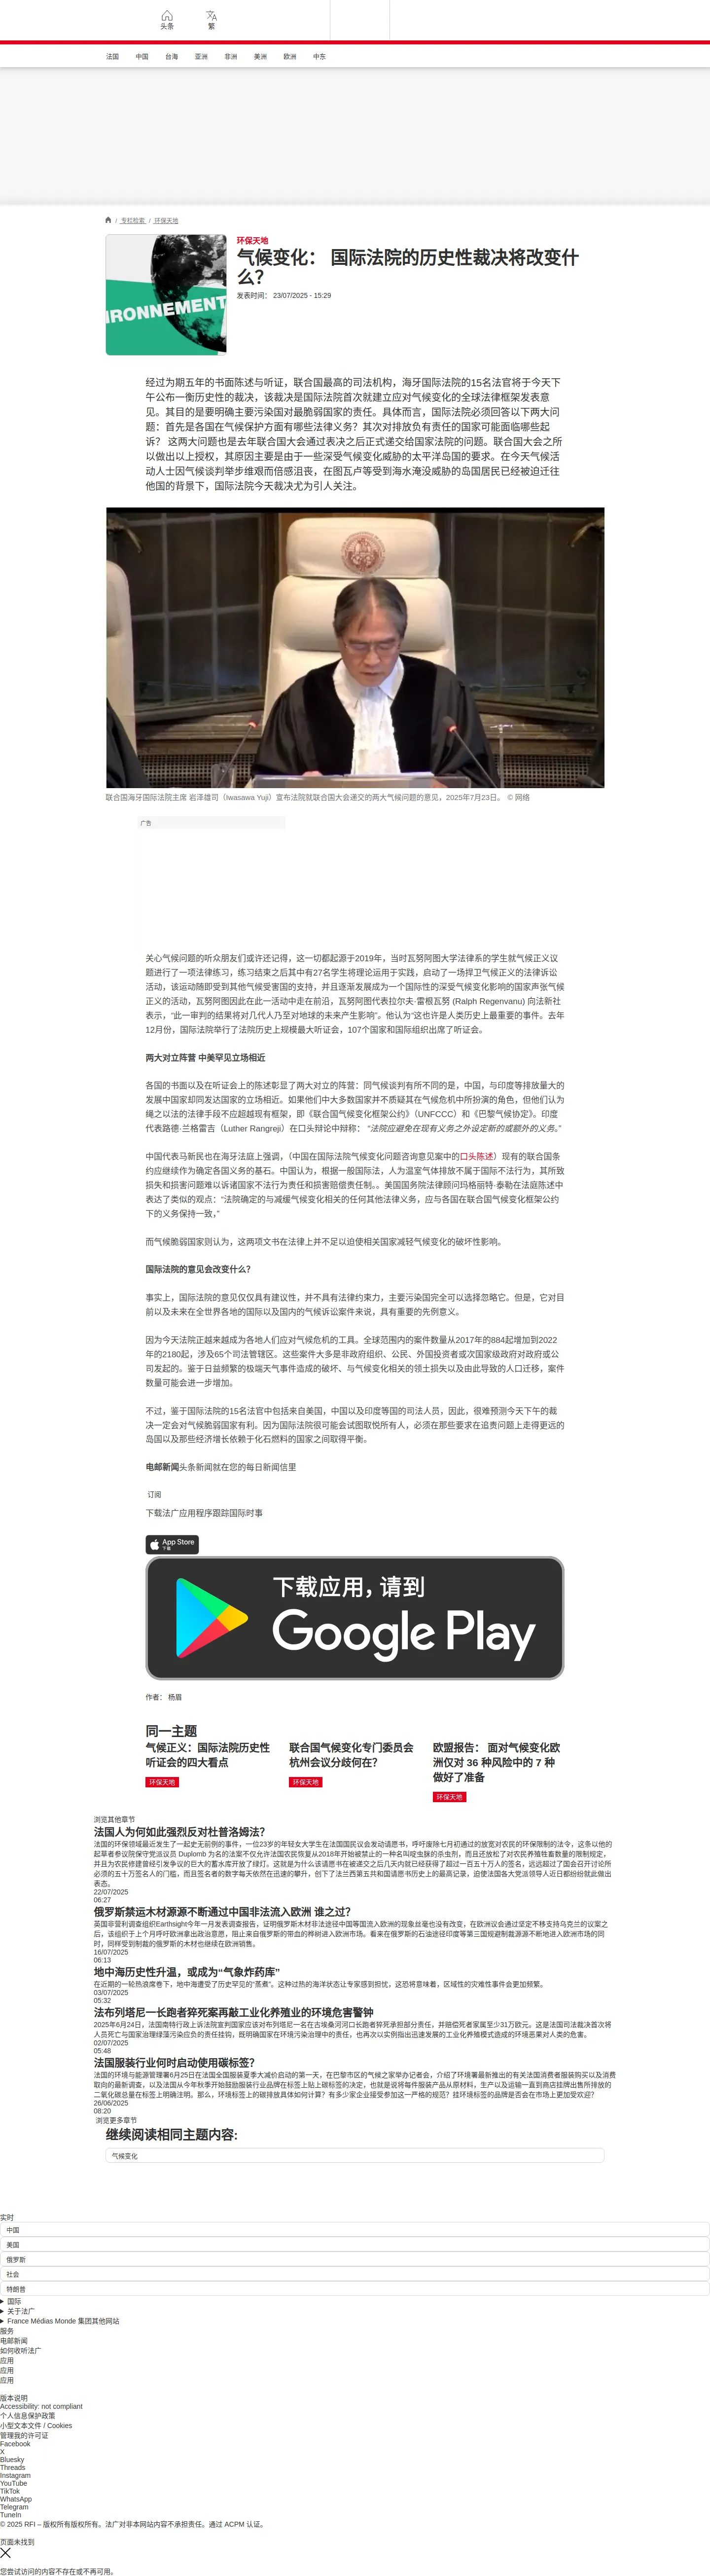 头条
繁
法国
中国
台海
亚洲
非洲
美洲
欧洲
中东
/ 专栏检索 / 环保天地
IRONNEMENT
环保天地
气候变化： 国际法院的历史性裁决将改变什
么？
发表时间： 23/07/2025 - 15:29
经过为期五年的书面陈述与听证，联合国最高的司法机构，海牙国际法院的15名法官将于今天下
午公布一衡历史性的裁决，该裁决是国际法院首次就建立应对气候变化的全球法律框架发表意
见。其目的是要明确主要污染国对最脆弱国家的责任。具体而言，国际法院必须回答以下两大问
题：首先是各国在气候保护方面有哪些法律义务？其次对排放负有责任的国家可能面临哪些起
诉？ 这两大问题也是去年联合国大会通过表决之后正式递交给国家法院的问题。联合国大会之所
以做出以上授权，其原因主要是由于一些深受气候变化威胁的太平洋岛国的要求。在今天气候活
动人士因气候谈判举步维艰而倍感沮丧，在图瓦卢等受到海水淹没威胁的岛国居民已经被迫迁往
他国的背景下，国际法院今天裁决尤为引人关注。
联合国海牙国际法院主席 岩泽雄司（Iwasawa Yuji）宣布法院就联合国大会递交的两大气候问题的意见，2025年7月23日。 © 网络
广告
关心气候问题的听众朋友们或许还记得，这一切都起源于2019年，当时瓦努阿图大学法律系的学生就气候正义议
题进行了一项法律练习，练习结束之后其中有27名学生将理论运用于实践，启动了一场捍卫气候正义的法律诉讼
活动，该运动随即受到其他气候受害国的支持，并且逐渐发展成为一个国际性的深受气候变化影响的国家声张气候
正义的活动，瓦努阿图因此在此一活动中走在前沿，瓦努阿图代表拉尔夫·雷根瓦努 (Ralph Regenvanu) 向法新社
表示，“此一审判的结果将对几代人乃至对地球的未来产生影响”。他认为“这也许是人类历史上最重要的事件。去年
12月份，国际法院举行了法院历史上规模最大听证会，107个国家和国际组织出席了听证会。
两大对立阵营 中美罕见立场相近
各国的书面以及在听证会上的陈述彰显了两大对立的阵营：同气候谈判有所不同的是，中国，与印度等排放量大的
发展中国家却同发达国家的立场相近。如果他们中大多数国家并不质疑其在气候危机中所扮演的角色，但他们认为
绳之以法的法律手段不应超越现有框架，即《联合国气候变化框架公约》（UNFCCC）和《巴黎气候协定》。印度
代表路德·兰格雷吉（Luther Rangreji）在口头辩论中辩称： “法院应避免在现有义务之外设定新的或额外的义务。”
中国代表马新民也在海牙法庭上强调，（中国在国际法院气候变化问题咨询意见案中的口头陈述）现有的联合国条
约应继续作为确定各国义务的基石。中国认为，根据一般国际法，人为温室气体排放不属于国际不法行为，其所致
损失和损害问题难以诉诸国家不法行为责任和损害赔偿责任制.。美国国务院法律顾问玛格丽特·泰勒在法庭陈述中
表达了类似的观点：“法院确定的与减缓气候变化相关的任何其他法律义务，应与各国在联合国气候变化框架公约
下的义务保持一致，”
而气候脆弱国家则认为，这两项文书在法律上并不足以迫使相关国家减轻气候变化的破坏性影响。
国际法院的意见会改变什么？
事实上，国际法院的意见仅仅具有建议性，并不具有法律约束力，主要污染国完全可以选择忽略它。但是，它对目
前以及未来在全世界各地的国际以及国内的气候诉讼案件来说，具有重要的先例意义。
因为今天法院正越来越成为各地人们应对气候危机的工具。全球范围内的案件数量从2017年的884起增加到2022
年的2180起，涉及65个司法管辖区。这些案件大多是非政府组织、公民、外国投资者或次国家级政府对政府或公
司发起的。鉴于日益频繁的极端天气事件造成的破坏、与气候变化相关的领土损失以及由此导致的人口迁移，案件
数量可能会进一步增加。
不过，鉴于国际法院的15名法官中包括来自美国，中国以及印度等国的司法人员，因此，很难预测今天下午的裁
决一定会对气候脆弱国家有利。因为国际法院很可能会试图取悦所有人，必须在那些要求在追责问题上走得更远的
岛国以及那些经济增长依赖于化石燃料的国家之间取得平衡。
电邮新闻头条新闻就在您的每日新闻信里
订阅
下载法广应用程序跟踪国际时事
App Store
下载
下载应用，请到
Google Play
作者： 杨眉
同一主题
气候正义：国际法院历史性
听证会的四大看点
环保天地
联合国气候变化专门委员会
杭州会议分歧何在？
环保天地
欧盟报告： 面对气候变化欧
洲仅对 36 种风险中的 7 种
做好了准备
环保天地
浏览其他章节
法国人为何如此强烈反对杜普洛姆法？
法国的环保领域最近发生了一起史无前例的事件，一位23岁的年轻女大学生在法国国民议会发动请愿书，呼吁废除七月初通过的放宽对农民的环保限制的法令，这条以他的
起草者参议院保守党派议员 Duplomb 为名的法案不仅允许法国农民恢复从2018年开始被禁止的一种名叫啶虫脒的杀虫剂，而且还放松了对农民养殖牲畜数量的限制规定，
并且为农民修建曾经引发争议的巨大的蓄水库开放了绿灯。这就是为什么该请愿书在被递交之后几天内就已经获得了超过一百五十万人的签名，远远超过了国会召开讨论所
必须的五十万签名人的门槛，而且签名者的数字每天依然在迅速的攀升，创下了法兰西第五共和国请愿书历史上的最高记录，迫使法国各大党派领导人近日都纷纷就此做出
表态。
22/07/2025
06:27
俄罗斯禁运木材源源不断通过中国非法流入欧洲 谁之过？
英国非营利调查组织Earthsight今年一月发表调查报告，证明俄罗斯木材非法途径中国等国流入欧洲的现象丝毫也没有改变，在欧洲议会通过坚定不移支持乌克兰的议案之
后，该组织于上个月呼吁欧洲拿出政治意愿，阻止来自俄罗斯的带血的桦树进入欧洲市场。看来在俄罗斯的石油途径印度等第三国规避制裁源源不断地进入欧洲市场的同
时，同样受到制裁的俄罗斯的木材也继续在欧洲销售。
16/07/2025
06:13
地中海历史性升温，或成为“气象炸药库”
在近期的一轮热浪席卷下，地中海遭受了历史罕见的“蒸煮”。这种过热的海洋状态让专家感到担忧，这恐将意味着，区域性的灾难性事件会更加频繁。
03/07/2025
05:32
法布列塔尼一长跑者猝死案再敲工业化养殖业的环境危害警钟
2025年6月24日，法国南特行政上诉法院宣判国家应该对布列塔尼一名在古埃桑河河口长跑者猝死承担部分责任，并赔偿死者家属至少31万欧元。这是法国司法裁决首次将
人员死亡与国家治理绿藻污染应负的责任挂钩，既明确国家在环境污染治理中的责任，也再次以实例指出迅速发展的工业化养殖模式造成的环境恶果对人类的危害。
02/07/2025
05:48
法国服装行业何时启动使用碳标签？
法国的环境与能源管理署6月25日在法国全国服装夏季大减价启动的第一天，在巴黎市区的气候之家举办记者会，介绍了环境署最新推出的有关法国消费者服装购买以及消费
取向的最新调查，以及法国从今年秋季开始鼓励服装行业品牌在标签上贴上碳标签的决定，也就是说将每件服装产品从原材料，生产以及运输一直到商店挂牌出售所排放的
二氧化碳总量在标签上明确注明。那么，环境标签上的碳排放具体如何计算？有多少家企业接受参加这一严格的规范？挂环境标签的品牌是否会在市场上更加受欢迎？
26/06/2025
08:20
浏览更多章节
继续阅读相同主题内容:
气候变化
实时
中国
美国
俄罗斯
社会
特朗普
国际
关于法广
France Médias Monde 集团其他网站
服务
电邮新闻
如何收听法广
应用
应用
应用
版本说明
Accessibility: not compliant
个人信息保护政策
小型文本文件 / Cookies
管理我的许可证
Facebook
X
Bluesky
Threads
Instagram
YouTube
TikTok
WhatsApp
Telegram
TuneIn
© 2025 RFI – 版权所有版权所有。法广对非本网站内容不承担责任。通过 ACPM 认证。
页面未找到
您尝试访问的内容不存在或不再可用。